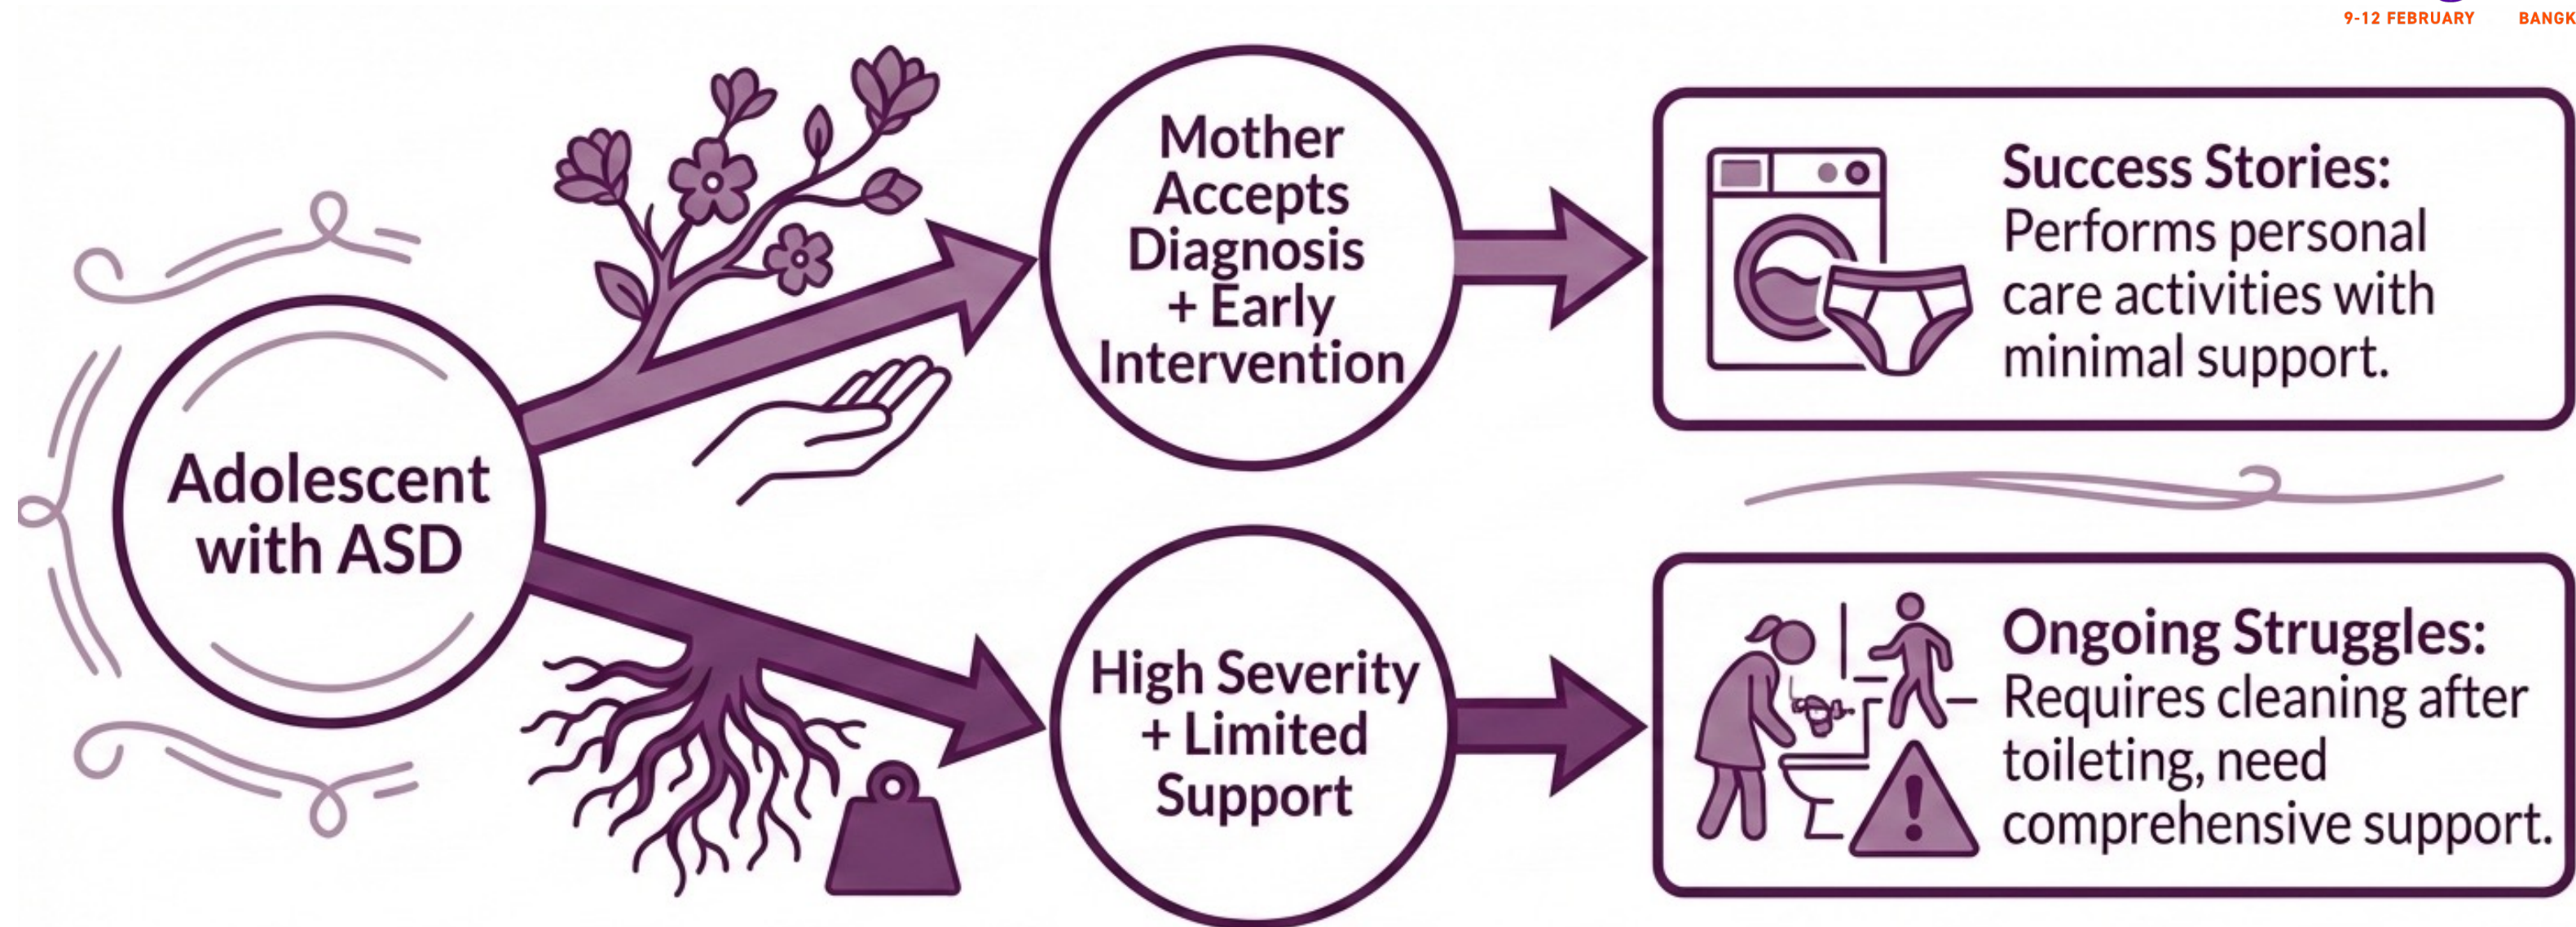 9-12 FEBRUARY
Adolescent
with ASD
Mother
Accepts
Diagnosis
+ Early
Intervention
Success Stories:
Performs personal
care activities with
minimal support.
High Severity
+ Limited
Support
Ongoing Struggles:
Requires cleaning after
toileting, need
comprehensive support.